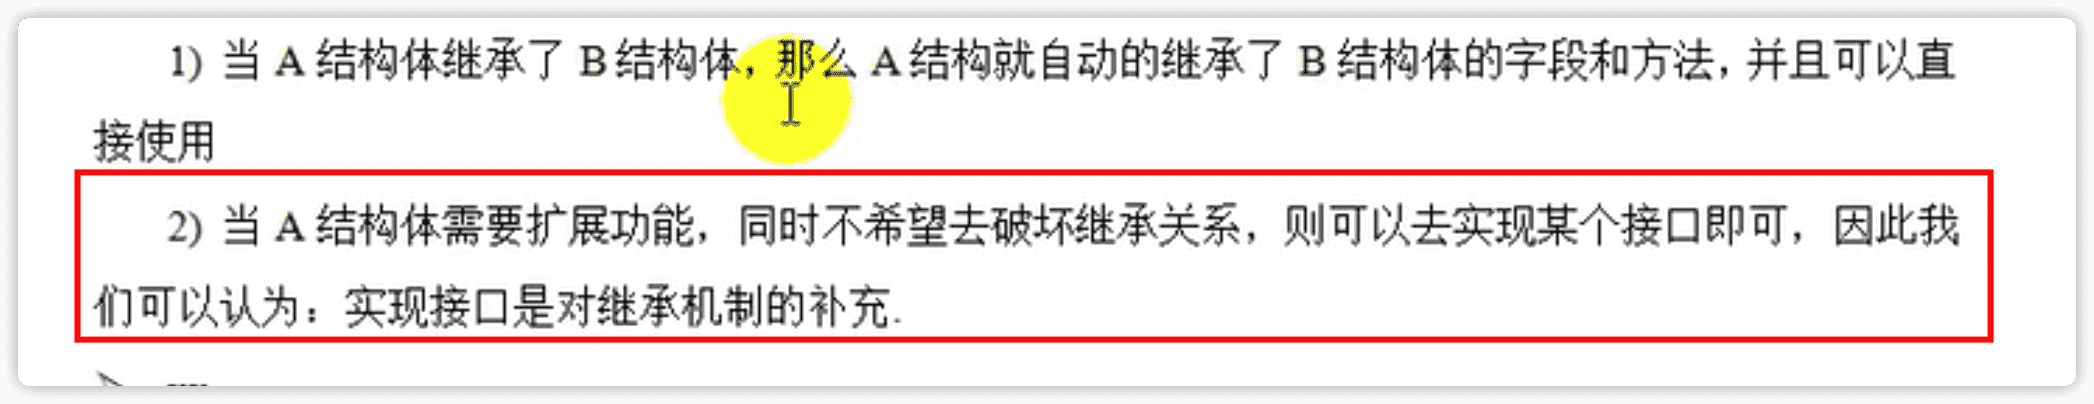 1) 当 A 结构体继承了 B 结构体，那么 A 结构就自动的继承了 B 结构体的字段和方法，并且可以直
接使用
2) 当 A 结构体需要扩展功能，同时不希望去破坏继承关系，则可以去实现某个接口即可，因此我
们可以认为：实现接口是对继承机制的补充.